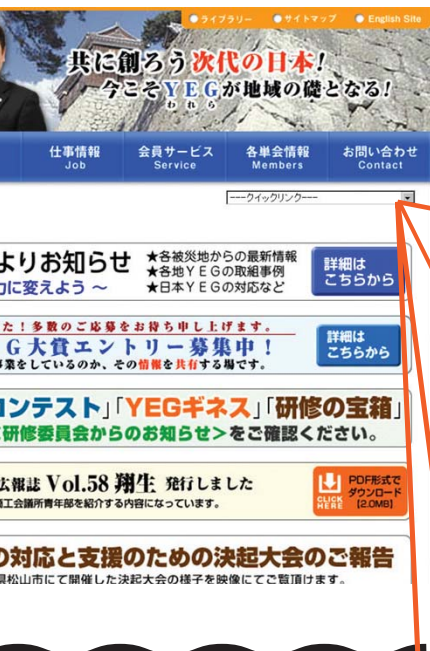 ライブラリー サイトマップ English Site
共に創ろう次代の日本!
今こそYEGが地域の礎となる!
われら
仕事情報 会員サービス 各単会情報 お問い合わせ
Job Service Members Contact
---クイックリンク---
よりお知らせ
力に変えよう ～
★各被災地からの最新情報
★各地YEGの取組事例
★日本YEGの対応など
詳細は
こちらから
た!多数のご応募をお待ち申し上げます。
G大賞エントリー募集中!
事業をしているのか、その情報を共有する場です。
詳細は
こちらから
コンテスト」「YEGギネス」「研修の宝箱」
研修委員会からのお知らせ>をご確認ください。
広報誌 Vol.58 翔生 発行しました
商工会議所青年部を紹介する内容になっています。
CLICK HERE
PDF形式で
ダウンロード
[2.0MB]
の対応と支援のための決起大会のご報告
県松山市にて開催した決起大会の様子を映像にてご覧頂けます。